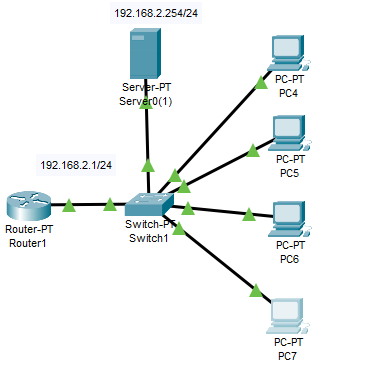 192.168.2.254/24
Server-PT
Server0(1)
PC-PT
PC4
PC-PT
PC5
192.168.2.1/24
Router-PT
Router1
Switch-PT
Switch1
PC-PT
PC6
PC-PT
PC7